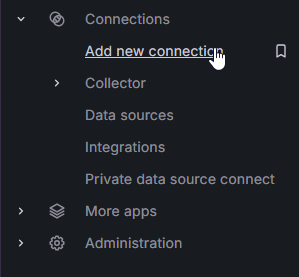 Connections
Add new connection
Collector
Data sources
Integrations
Private data source connect
More apps
Administration